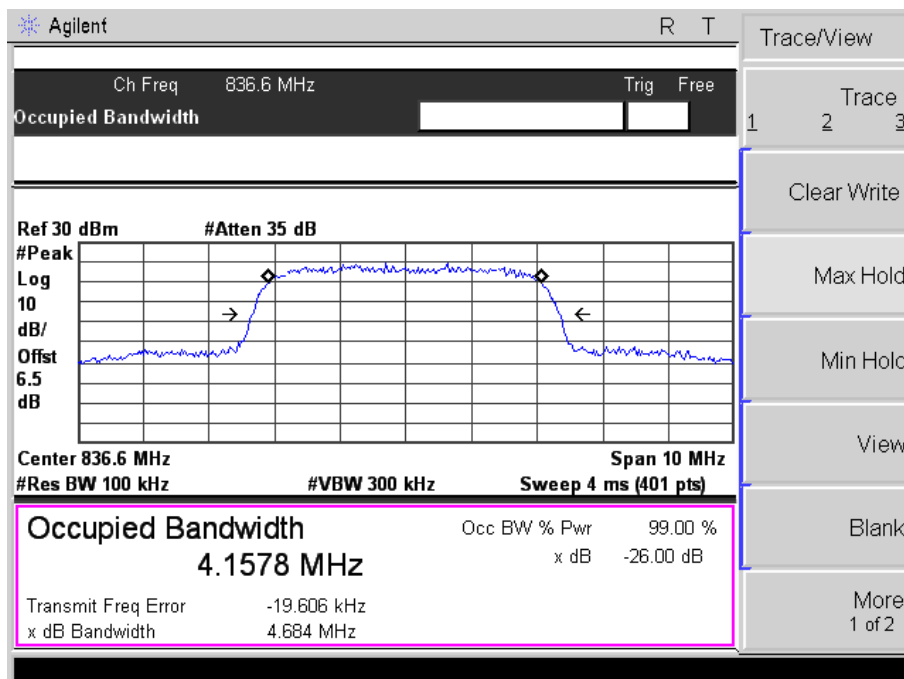 Agilent R T
Trace/View
Ch Freq 836.6 MHz Trig Free
Occupied Bandwidth
Trace
1 2 3
Clear Write
Max Hold
Min Hold
View
Blank
More
1 of 2
Ref 30 dBm #Atten 35 dB
#Peak
Log
10
dB/
Offst
6.5
dB
Center 836.6 MHz Span 10 MHz
#Res BW 100 kHz #VBW 300 kHz Sweep 4 ms (401 pts)
Occupied Bandwidth Occ BW % Pwr 99.00 %
4.1578 MHz x dB -26.00 dB
Transmit Freq Error -19.606 kHz
x dB Bandwidth 4.684 MHz